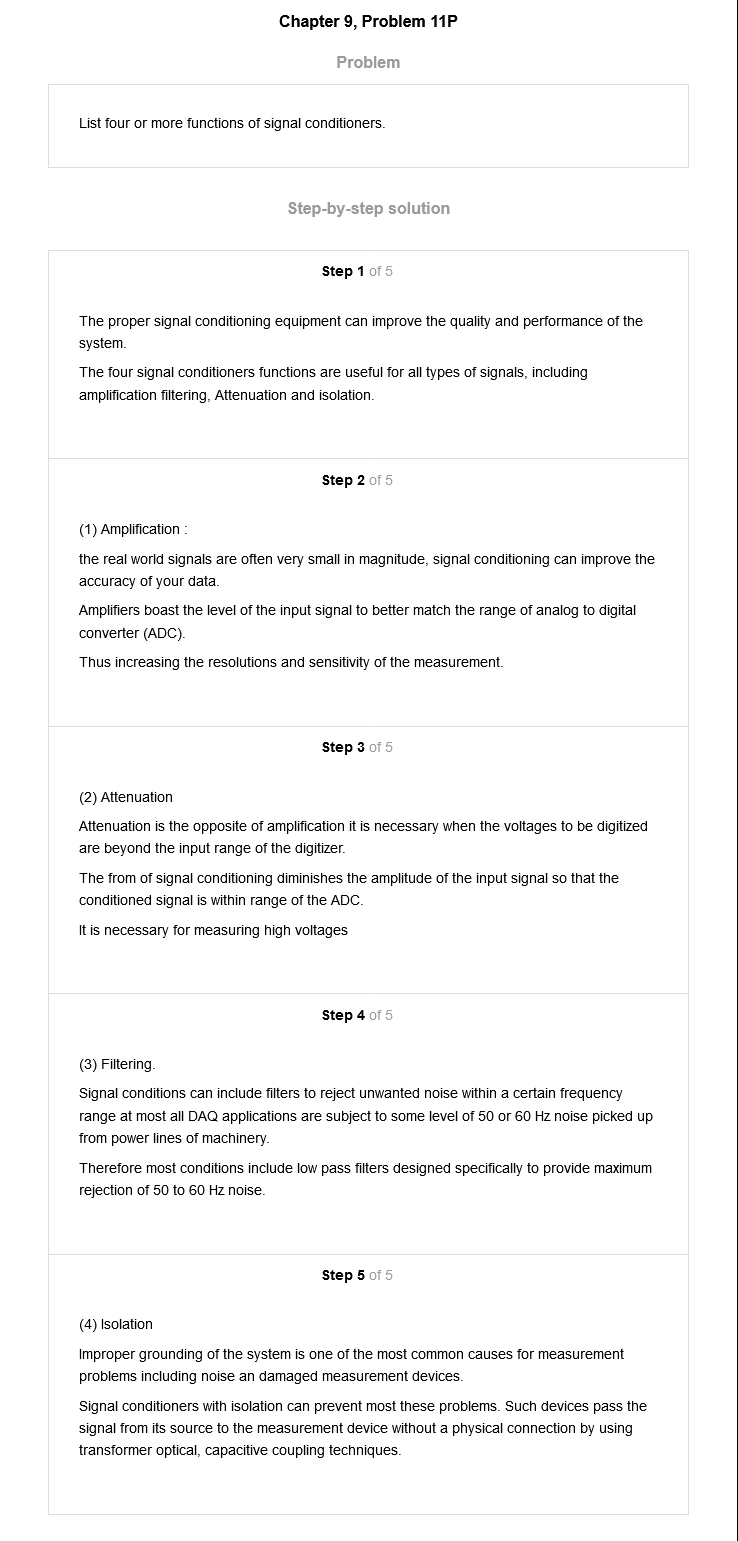 Chapter 9, Problem 11P
Problem
List four or more functions of signal conditioners.
Step-by-step solution
Step 1 of 5
The proper signal conditioning equipment can improve the quality and performance of the
system.
The four signal conditioners functions are useful for all types of signals, including
amplification filtering, Attenuation and isolation.
Step 2 of 5
(1) Amplification :
the real world signals are often very small in magnitude, signal conditioning can improve the
accuracy of your data.
Amplifiers boast the level of the input signal to better match the range of analog to digital
converter (ADC).
Thus increasing the resolutions and sensitivity of the measurement.
Step 3 of 5
(2) Attenuation
Attenuation is the opposite of amplification it is necessary when the voltages to be digitized
are beyond the input range of the digitizer.
The from of signal conditioning diminishes the amplitude of the input signal so that the
conditioned signal is within range of the ADC.
It is necessary for measuring high voltages
Step 4 of 5
(3) Filtering.
Signal conditions can include filters to reject unwanted noise within a certain frequency
range at most all DAQ applications are subject to some level of 50 or 60 Hz noise picked up
from power lines of machinery.
Therefore most conditions include low pass filters designed specifically to provide maximum
rejection of 50 to 60 Hz noise.
Step 5 of 5
(4) Isolation
Improper grounding of the system is one of the most common causes for measurement
problems including noise an damaged measurement devices.
Signal conditioners with isolation can prevent most these problems. Such devices pass the
signal from its source to the measurement device without a physical connection by using
transformer optical, capacitive coupling techniques.